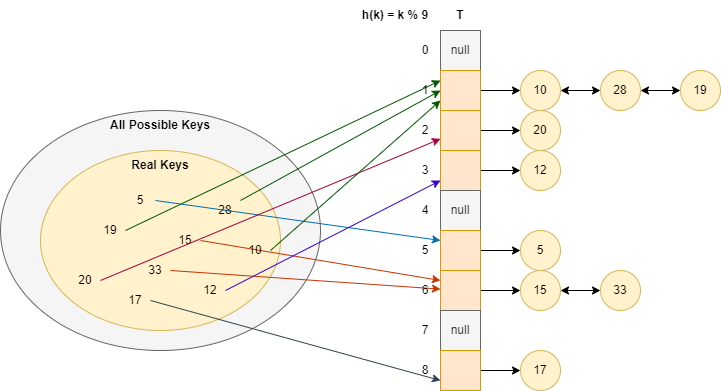 h(k) = k % 9 T
0 null
1 10 28 19
All Possible Keys
2 20
Real Keys
3 12
5
28
4 null
19
15
10
5 5
33
20
12
6 15 33
17
7 null
8 17